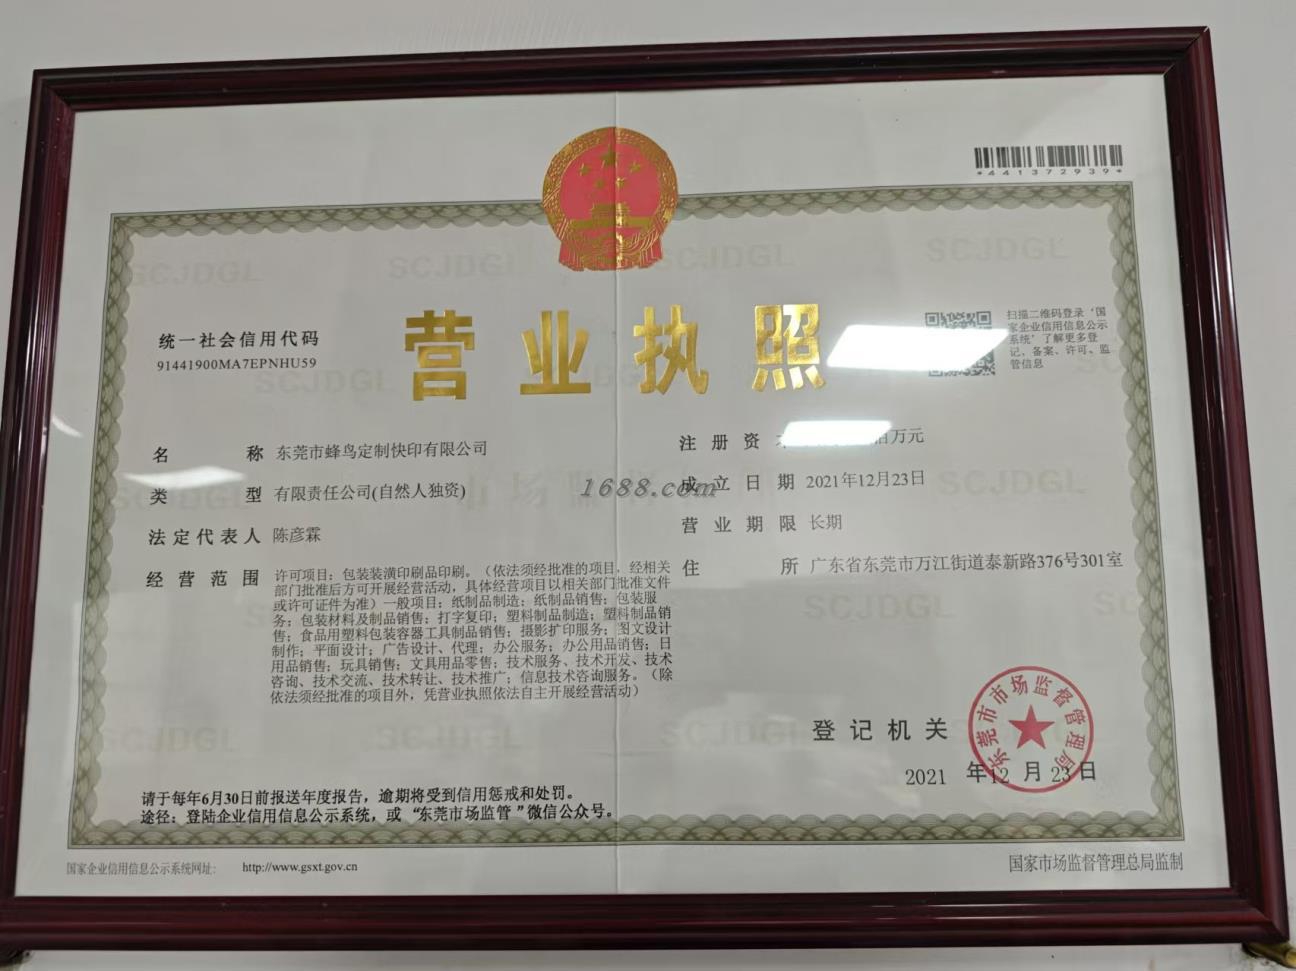 *441372939*
统一社会信用代码
91441900MA7EPNHU59
营业执照
扫描二维码登录‘国
家企业信用信息公示
系统’了解更多登
记、备案、许可、监
管信息
名称 东莞市蜂鸟定制快印有限公司
类型 有限责任公司(自然人独资)
法定代表人 陈彦霖
经营范围 许可项目：包装装潢印刷品印刷。（依法须经批准的项目，经相关
部门批准后方可开展经营活动，具体经营项目以相关部门批准文件
或许可证件为准）一般项目：纸制品制造；纸制品销售；包装服
务；包装材料及制品销售；打字复印；塑料制品制造；塑料制品销
售；食品用塑料包装容器工具制品销售；摄影扩印服务；图文设计
制作；平面设计；广告设计、代理；办公服务；办公用品销售；日
用品销售；玩具销售；文具用品零售；技术服务、技术开发、技术
咨询、技术交流、技术转让、技术推广；信息技术咨询服务。（除
依法须经批准的项目外，凭营业执照依法自主开展经营活动）
注册资 万元
成立日期 2021年12月23日
营业期限 长期
住所 广东省东莞市万江街道泰新路376号301室
1688.com
登记机关
东莞市市场监督管理局
2021 年12 月 23 日
请于每年6月30日前报送年度报告，逾期将受到信用惩戒和处罚。
途径：登陆企业信用信息公示系统，或“东莞市场监管”微信公众号。
国家企业信用信息公示系统网址： http://www.gsxt.gov.cn
国家市场监督管理总局监制